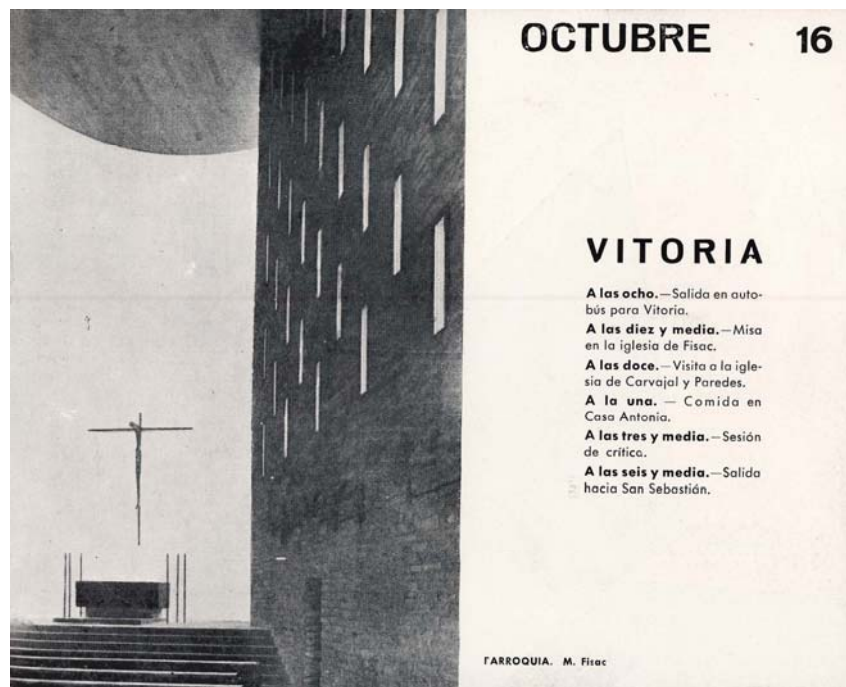 OCTUBRE 16
VITORIA
A las ocho.—Salida en auto-
bús para Vitoria.
A las diez y media.—Misa
en la iglesia de Fisac.
A las doce.—Visita a la igle-
sia de Carvajal y Paredes.
A la una. — Comida en
Casa Antonia.
A las tres y media.—Sesión
de crítica.
A las seis y media.—Salida
hacia San Sebastián.
PARROQUIA. M. Fisac